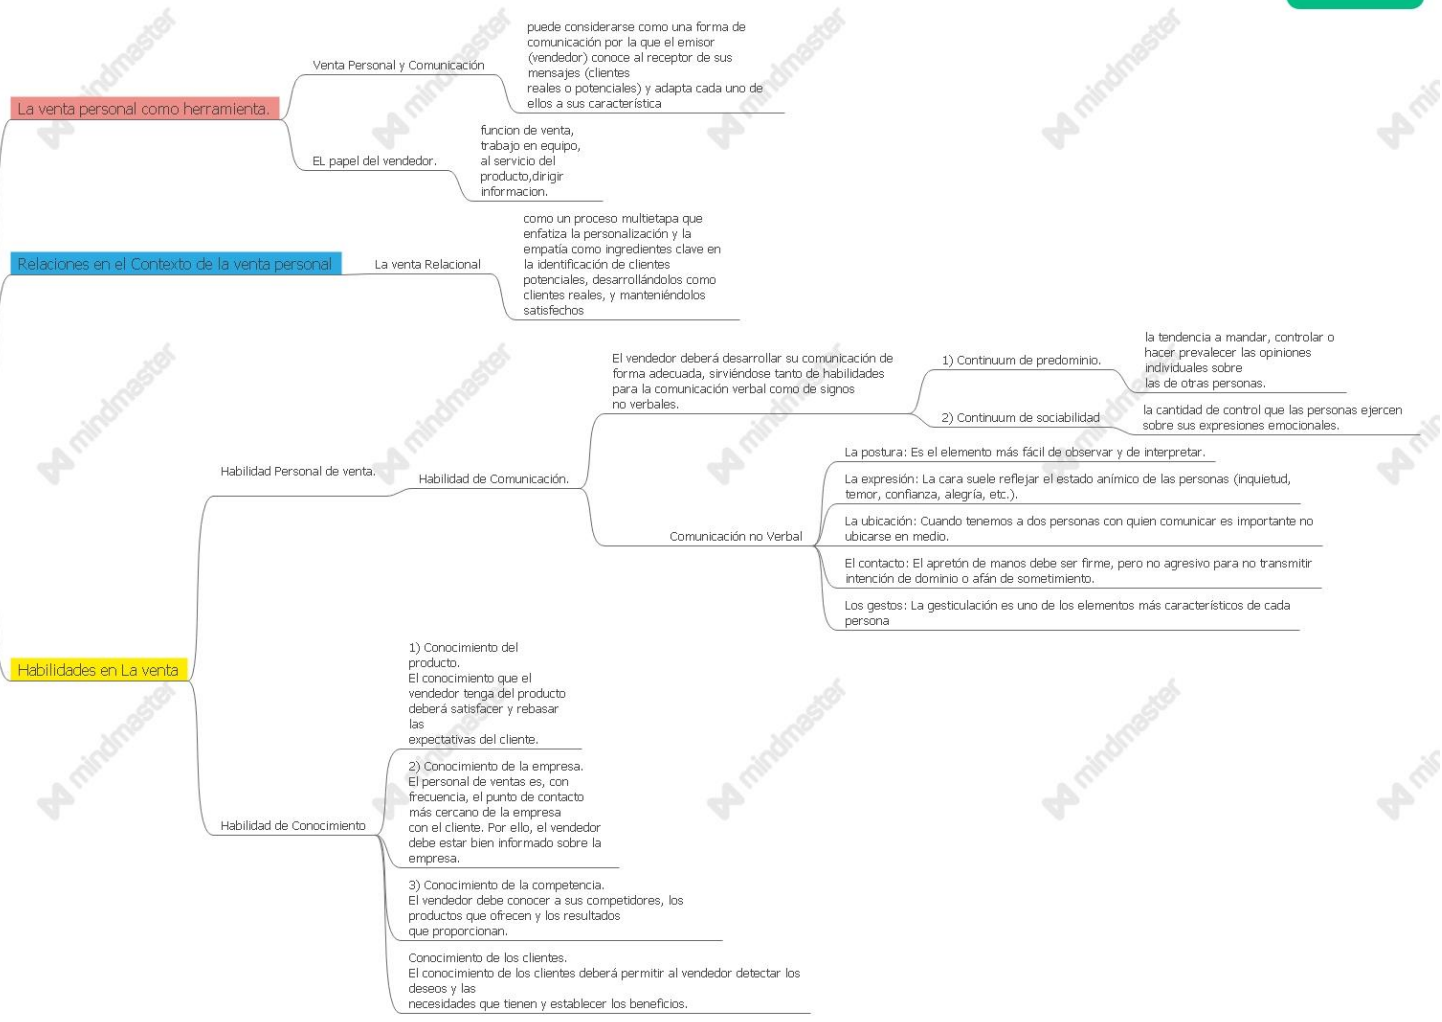 La venta personal como herramienta.
Venta Personal y Comunicación
puede considerarse como una forma de
comunicación por la que el emisor
(vendedor) conoce al receptor de sus
mensajes (clientes
reales o potenciales) y adapta cada uno de
ellos a sus característica
EL papel del vendedor.
funcion de venta,
trabajo en equipo,
al servicio del
producto,dirigir
informacion.
Relaciones en el Contexto de la venta personal
La venta Relacional
como un proceso multietapa que
enfatiza la personalización y la
empatía como ingredientes clave en
la identificación de clientes
potenciales, desarrollándolos como
clientes reales, y manteniéndolos
satisfechos
Habilidades en La venta
Habilidad Personal de venta.
Habilidad de Comunicación.
El vendedor deberá desarrollar su comunicación de
forma adecuada, sirviéndose tanto de habilidades
para la comunicación verbal como de signos
no verbales.
1) Continuum de predominio.
la tendencia a mandar, controlar o
hacer prevalecer las opiniones
individuales sobre
las de otras personas.
2) Continuum de sociabilidad
la cantidad de control que las personas ejercen
sobre sus expresiones emocionales.
Comunicación no Verbal
La postura: Es el elemento más fácil de observar y de interpretar.
La expresión: La cara suele reflejar el estado anímico de las personas (inquietud,
temor, confianza, alegría, etc.).
La ubicación: Cuando tenemos a dos personas con quien comunicar es importante no
ubicarse en medio.
El contacto: El apretón de manos debe ser firme, pero no agresivo para no transmitir
intención de dominio o afán de sometimiento.
Los gestos: La gesticulación es uno de los elementos más característicos de cada
persona
Habilidad de Conocimiento
1) Conocimiento del
producto.
El conocimiento que el
vendedor tenga del producto
deberá satisfacer y rebasar
las
expectativas del cliente.
2) Conocimiento de la empresa.
El personal de ventas es, con
frecuencia, el punto de contacto
más cercano de la empresa
con el cliente. Por ello, el vendedor
debe estar bien informado sobre la
empresa.
3) Conocimiento de la competencia.
El vendedor debe conocer a sus competidores, los
productos que ofrecen y los resultados
que proporcionan.
Conocimiento de los clientes.
El conocimiento de los clientes deberá permitir al vendedor detectar los
deseos y las
necesidades que tienen y establecer los beneficios.
mindmaster
mindmaster
mindmaster
mindmaster
mindmaster
mindmaster
mindmaster
mindmaster
mindmaster
mindmaster
mindmaster
mindmaster